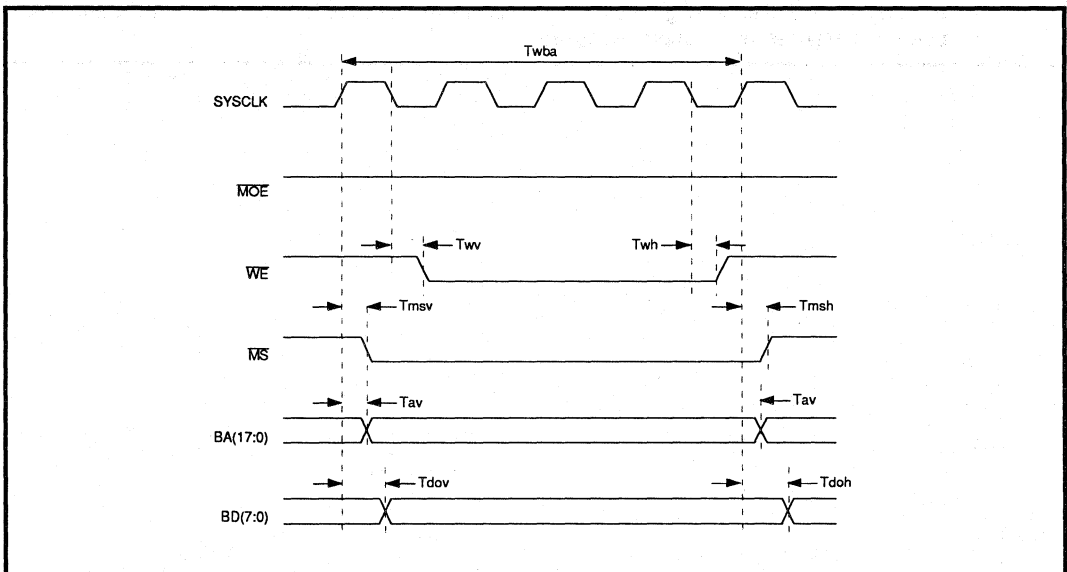 Twba
SYSCLK
MOE
Twv
Twh
WE
Tmsv
Tmsh
MS
Tav
Tav
BA(17:0)
Tdov
Tdoh
BD(7:0)